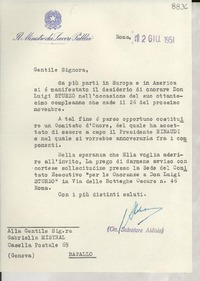 8836
Il Ministro dei Lavori Pubblici
Roma, 12 GIU. 1951
Gentile Signora,
da più parti in Europa e in America
si é manifestato il desiderio di onorare Don
Luigi STURZO nell'occasione del suo ottante-
simo compleanno che cade il 26 del prossimo
novembre.
A tal fine é parso opportuno costitui-
re un Comitato d'Onore, del quale ha accet-
tato di essere a capo il Presidente EINAUDI
e nel quale si vorrebbe annoverarla fra i com-
ponenti.
Nella speranza che Ella voglia aderi-
re all'invito, La prego di darmene avviso con
cortese sollecitudine presso la Sede del Comi-
tato Esecutivo "per le Onoranze a Don Luigi
STURZO" in Via delle Botteghe Oscure n. 46
Roma.
Con i più distinti saluti.
(On. Salvatore Aldisio)
Alla Gentile Sig.ra
Gabriella MISTRAL
Casella Postale 69
(Genova) RAPALLO